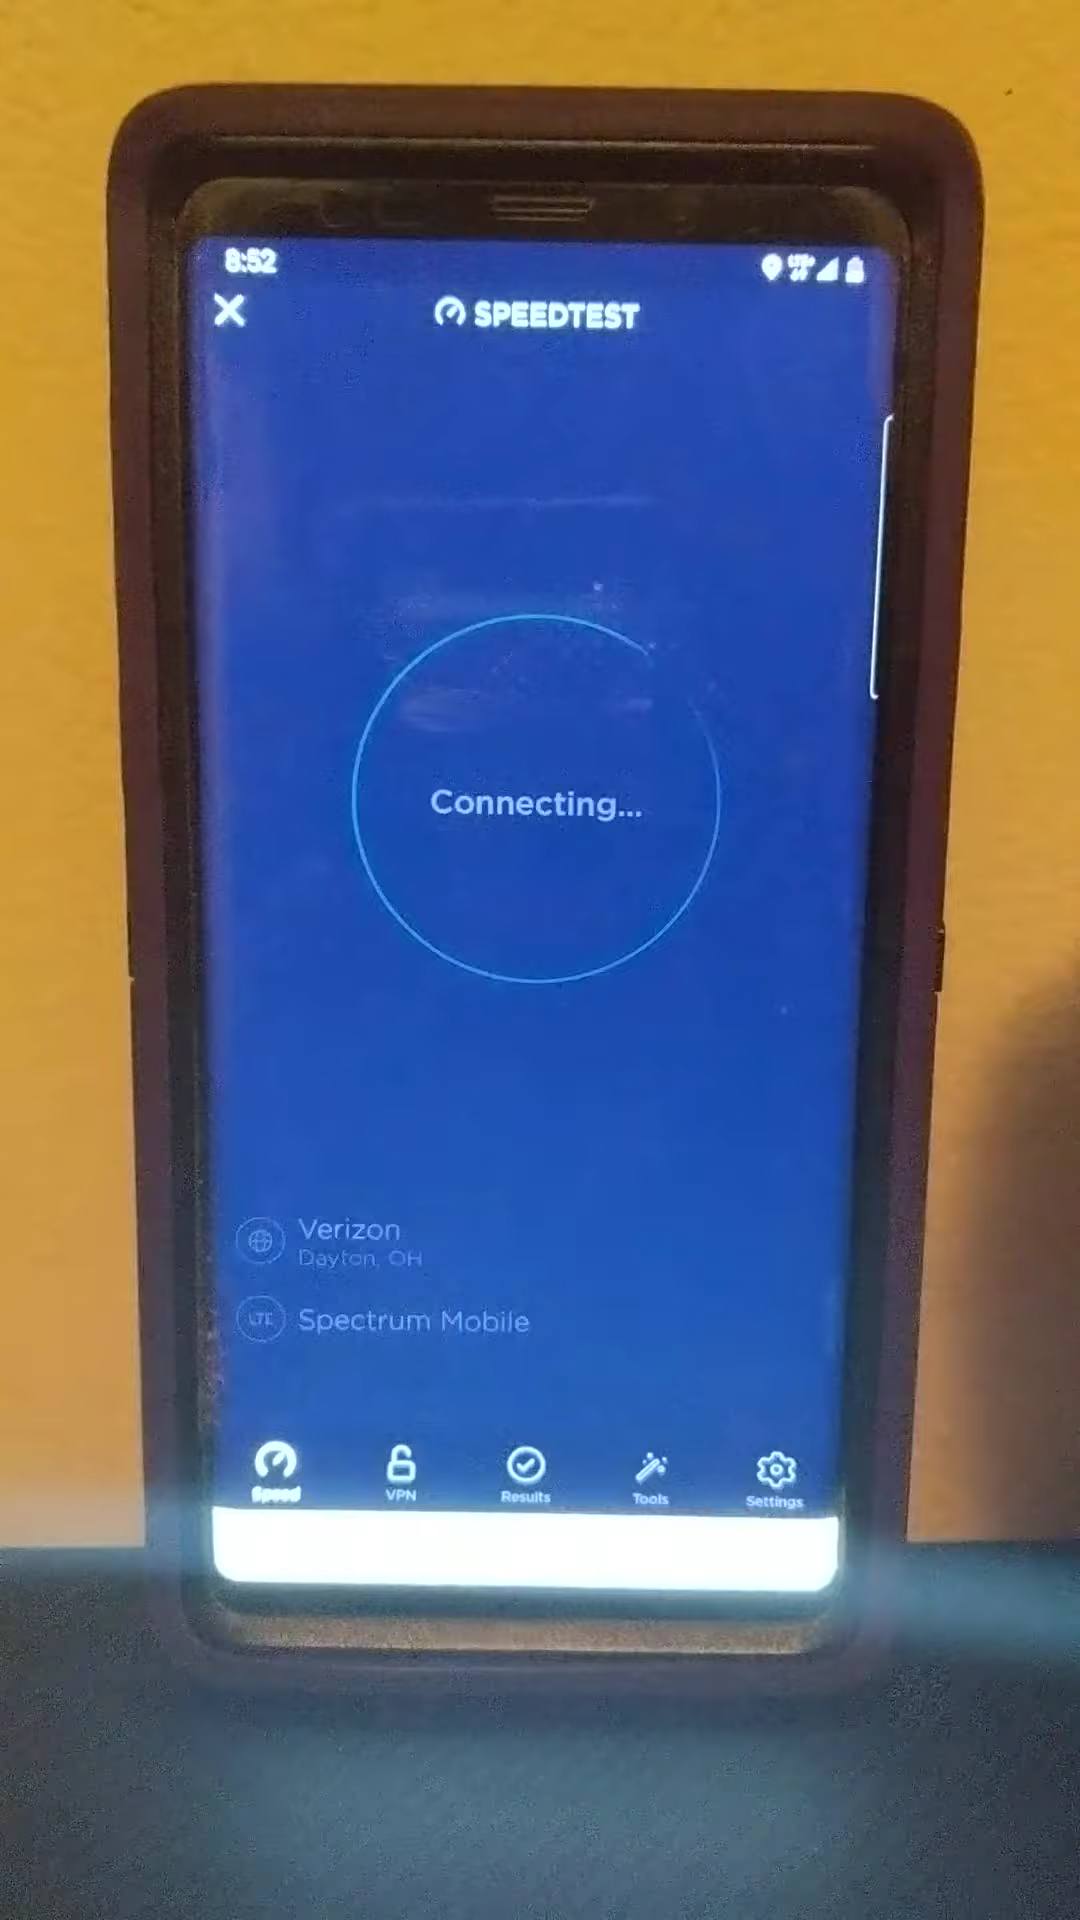 8:52
SPEEDTEST
Connecting...
Verizon
Dayton, OH
LTE
Spectrum Mobile
Speed
VPN
Results
Tools
Settings